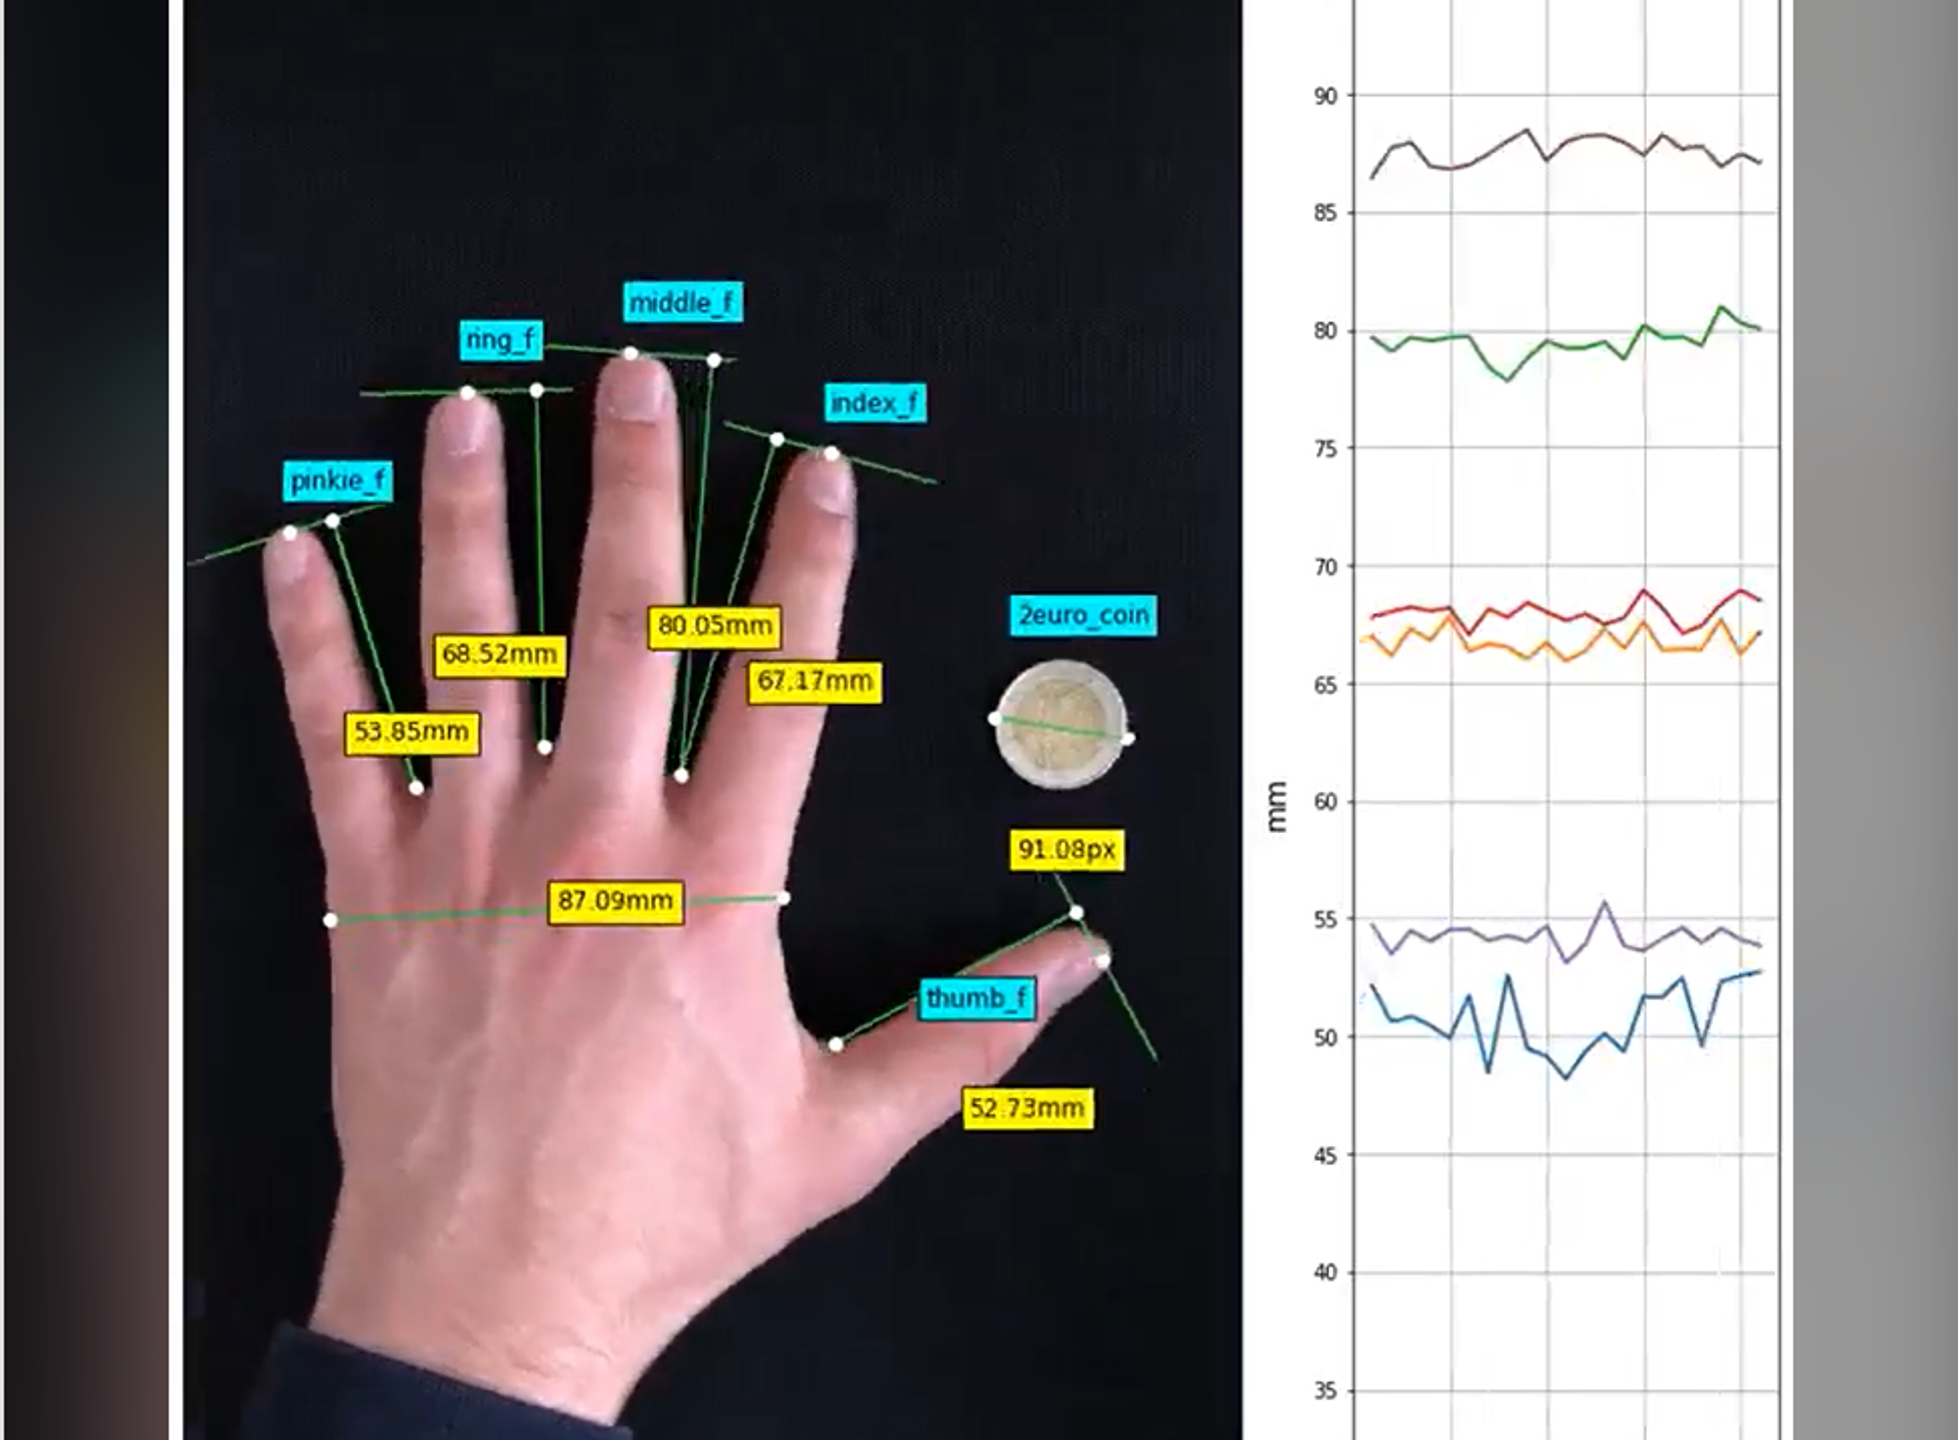 middle_f
ring_f
index_f
pinkie_f
2euro_coin
80.05mm
68.52mm
67.17mm
53.85mm
91.08px
87.09mm
thumb_f
52.73mm
mm
90
85
80
75
70
65
60
55
50
45
40
35